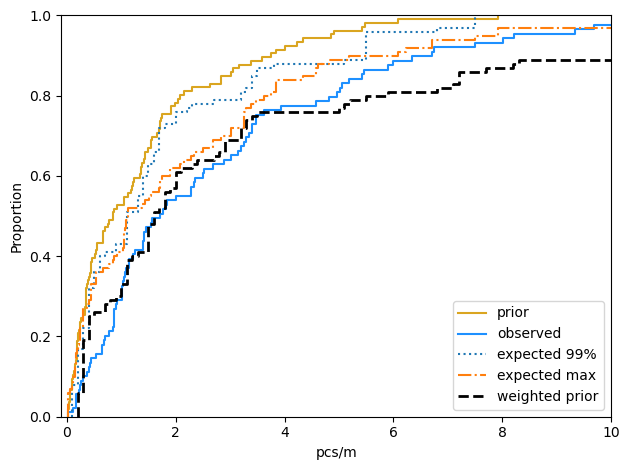 1.0
0.8
0.6
0.4
0.2
0.0
Proportion
0
2
4
6
8
10
pcs/m
prior
observed
expected 99%
expected max
weighted prior